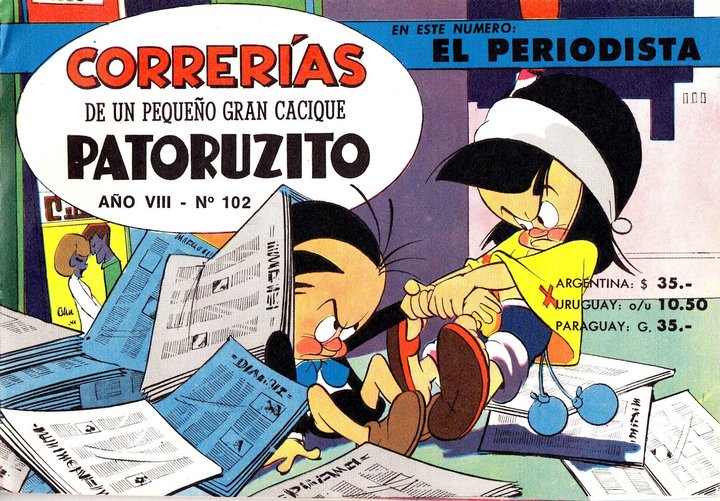 EN ESTE NÚMERO:
EL PERIODISTA
CORRERÍAS
DE UN PEQUEÑO GRAN CACIQUE
PATORUZITO
AÑO VIII - Nº 102
ARGENTINA: $ 35.-
URUGUAY: o/u 10.50
PARAGUAY: G. 35.-